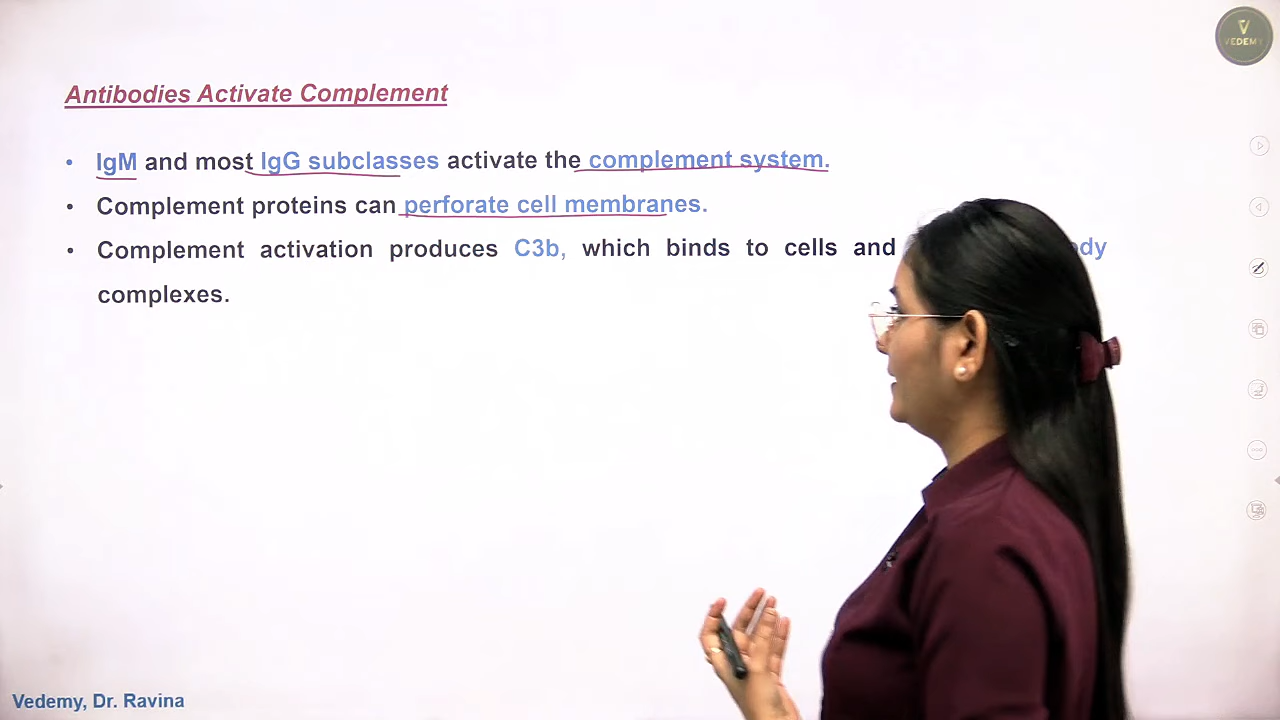 VEDEMY
Antibodies Activate Complement
• IgM and most IgG subclasses activate the complement system.
• Complement proteins can perforate cell membranes.
• Complement activation produces C3b, which binds to cells and
complexes.
Vedemy, Dr. Ravina